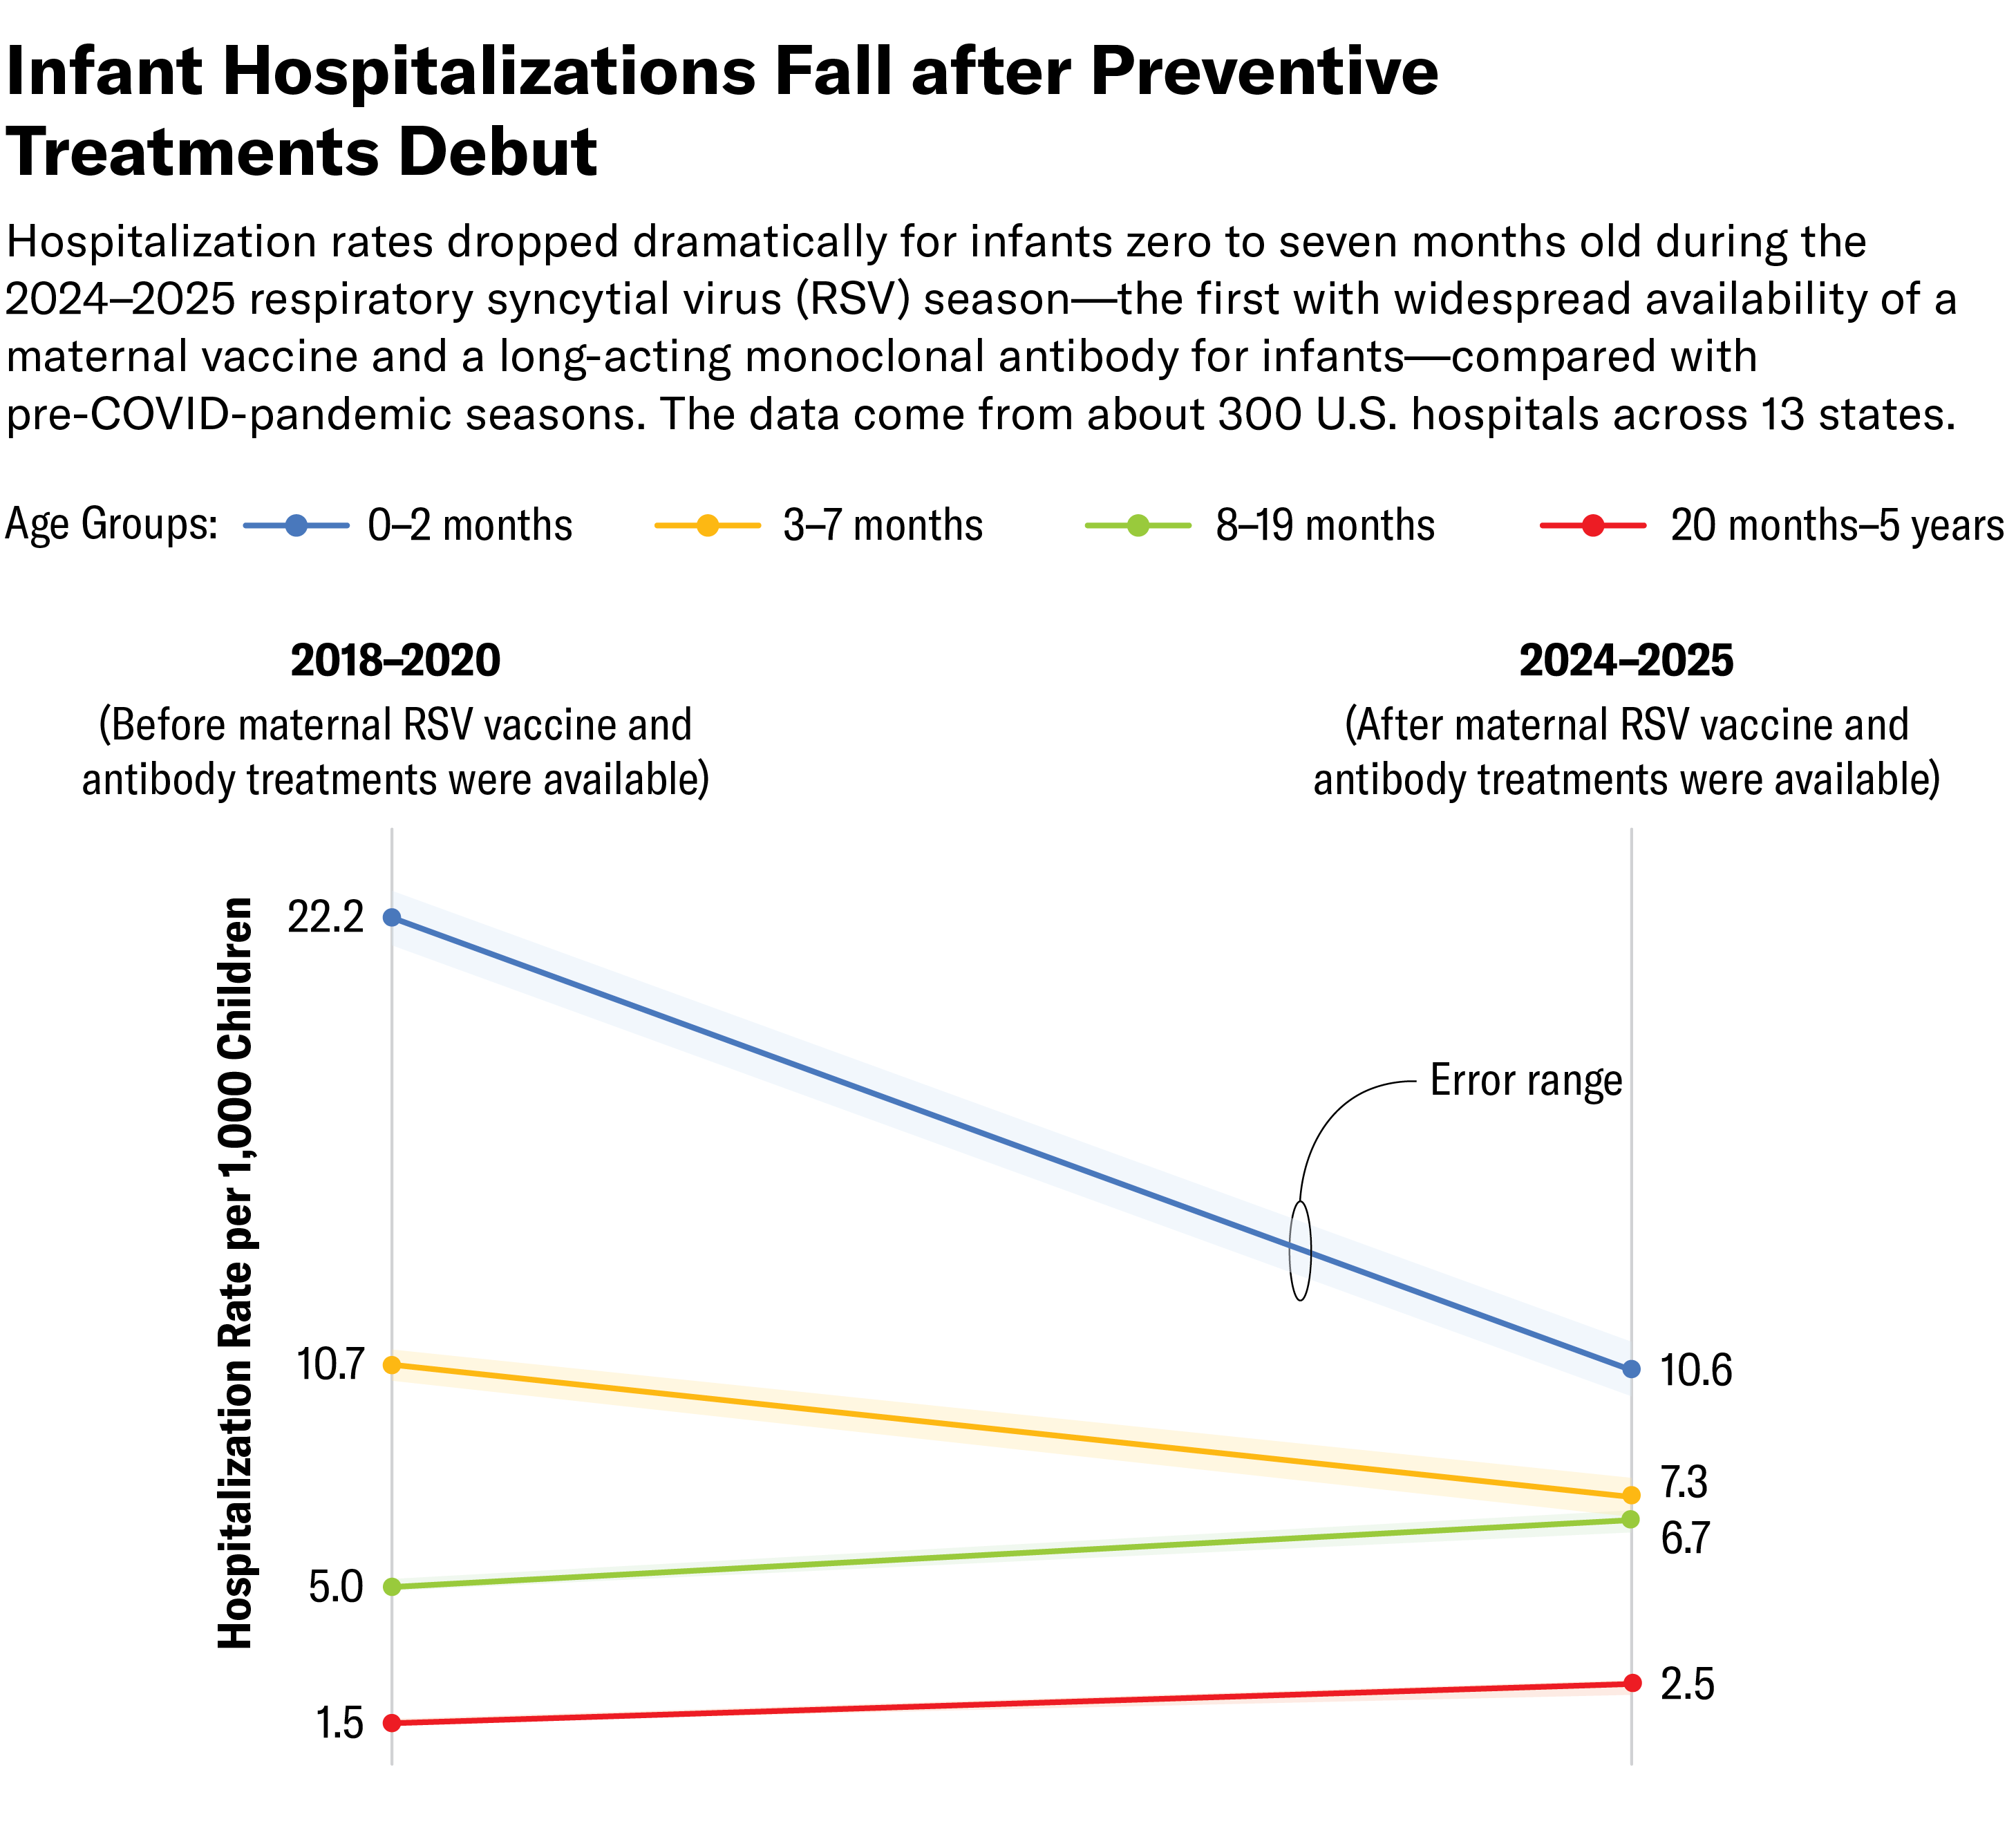 Infant Hospitalizations Fall after Preventive
Treatments Debut
Hospitalization rates dropped dramatically for infants zero to seven months old during the
2024–2025 respiratory syncytial virus (RSV) season—the first with widespread availability of a
maternal vaccine and a long-acting monoclonal antibody for infants—compared with
pre-COVID-pandemic seasons. The data come from about 300 U.S. hospitals across 13 states.
Age Groups: 0–2 months 3–7 months 8–19 months 20 months–5 years
2018–2020
(Before maternal RSV vaccine and
antibody treatments were available)
2024–2025
(After maternal RSV vaccine and
antibody treatments were available)
Hospitalization Rate per 1,000 Children
22.2
Error range
10.7
10.6
7.3
6.7
5.0
2.5
1.5